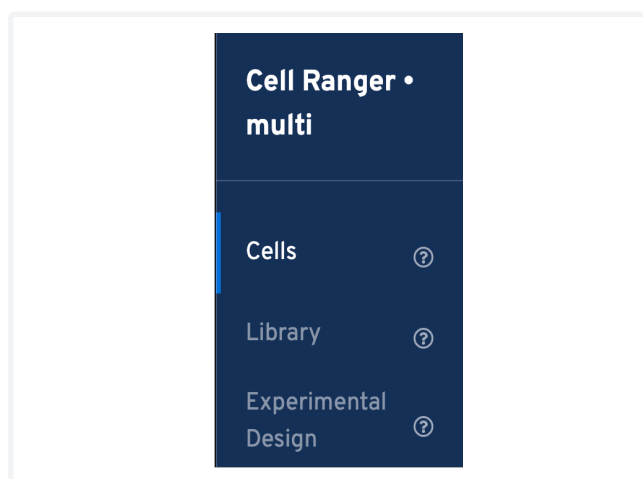 Cell Ranger •
multi
Cells
?
Library
?
Experimental
Design
?